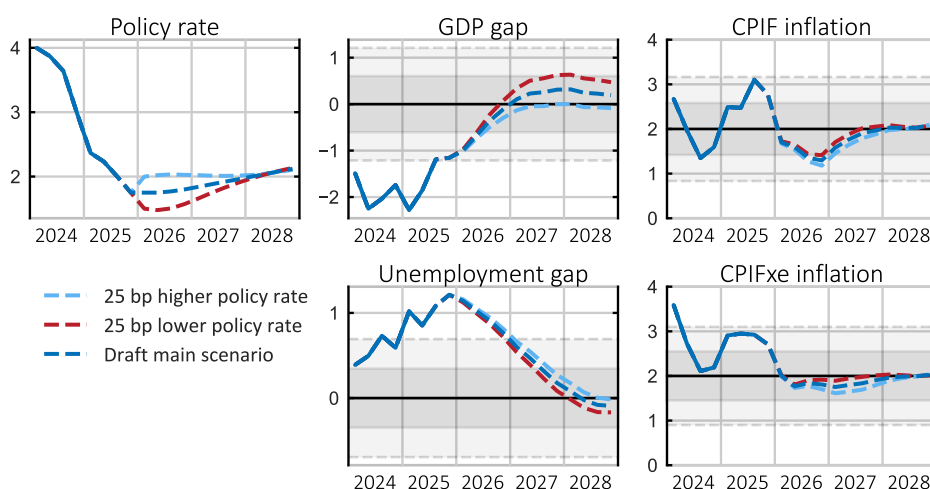 Policy rate
4
3
2
2024 2025 2026 2027 2028
GDP gap
1
0
−1
−2
2024 2025 2026 2027 2028
CPIF inflation
4
3
2
1
0
2024 2025 2026 2027 2028
25 bp higher policy rate
25 bp lower policy rate
Draft main scenario
Unemployment gap
1
0
2024 2025 2026 2027 2028
CPIFxe inflation
4
3
2
1
0
2024 2025 2026 2027 2028